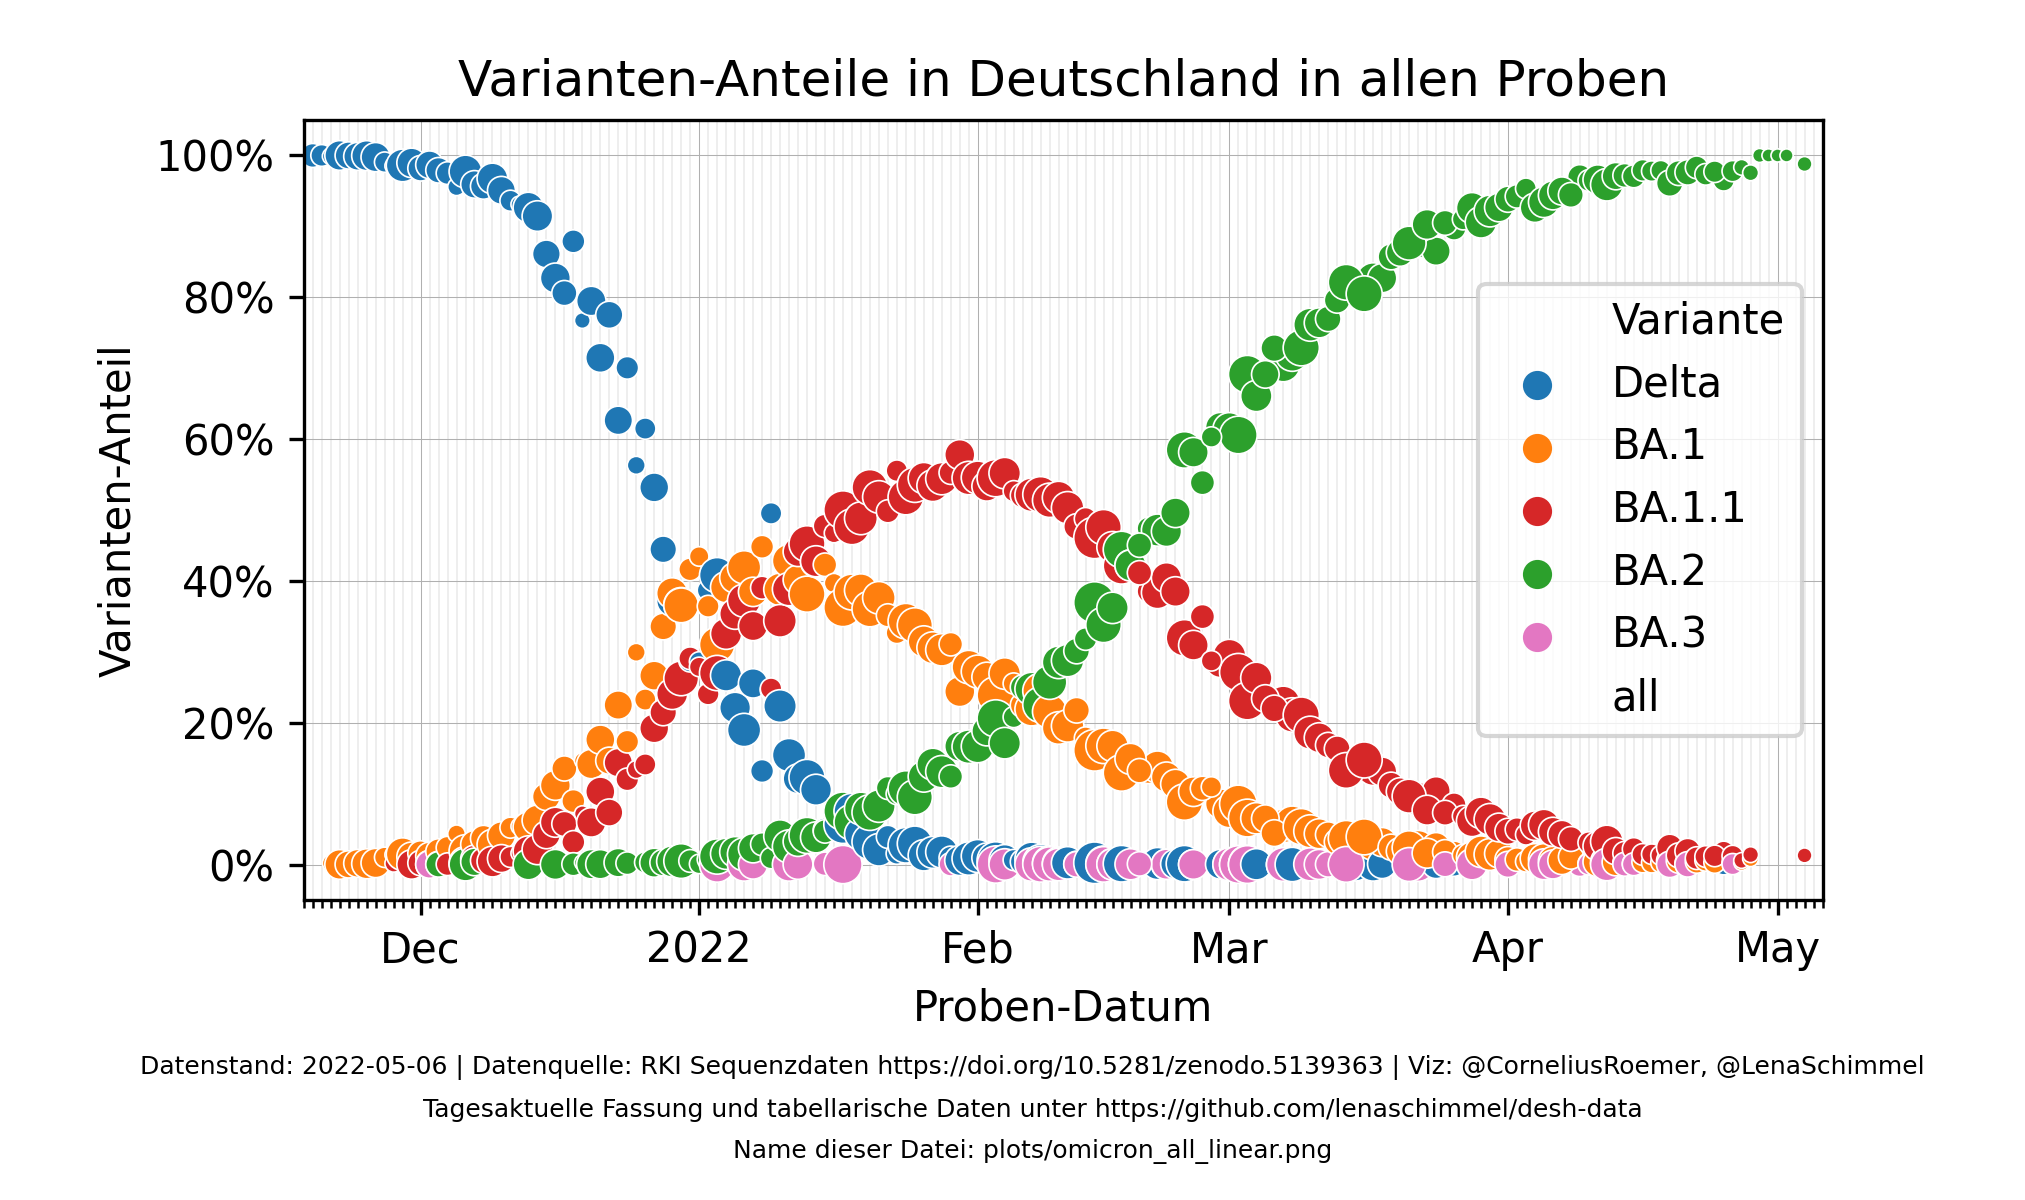 Varianten-Anteile in Deutschland in allen Proben
Varianten-Anteil
100%
80%
60%
40%
20%
0%
Variante
Delta
BA.1
BA.1.1
BA.2
BA.3
all
Dec 2022 Feb Mar Apr May
Proben-Datum
Datenstand: 2022-05-06 | Datenquelle: RKI Sequenzdaten https://doi.org/10.5281/zenodo.5139363 | Viz: @CorneliusRoemer, @LenaSchimmel
Tagesaktuelle Fassung und tabellarische Daten unter https://github.com/lenaschimmel/desh-data
Name dieser Datei: plots/omicron_all_linear.png